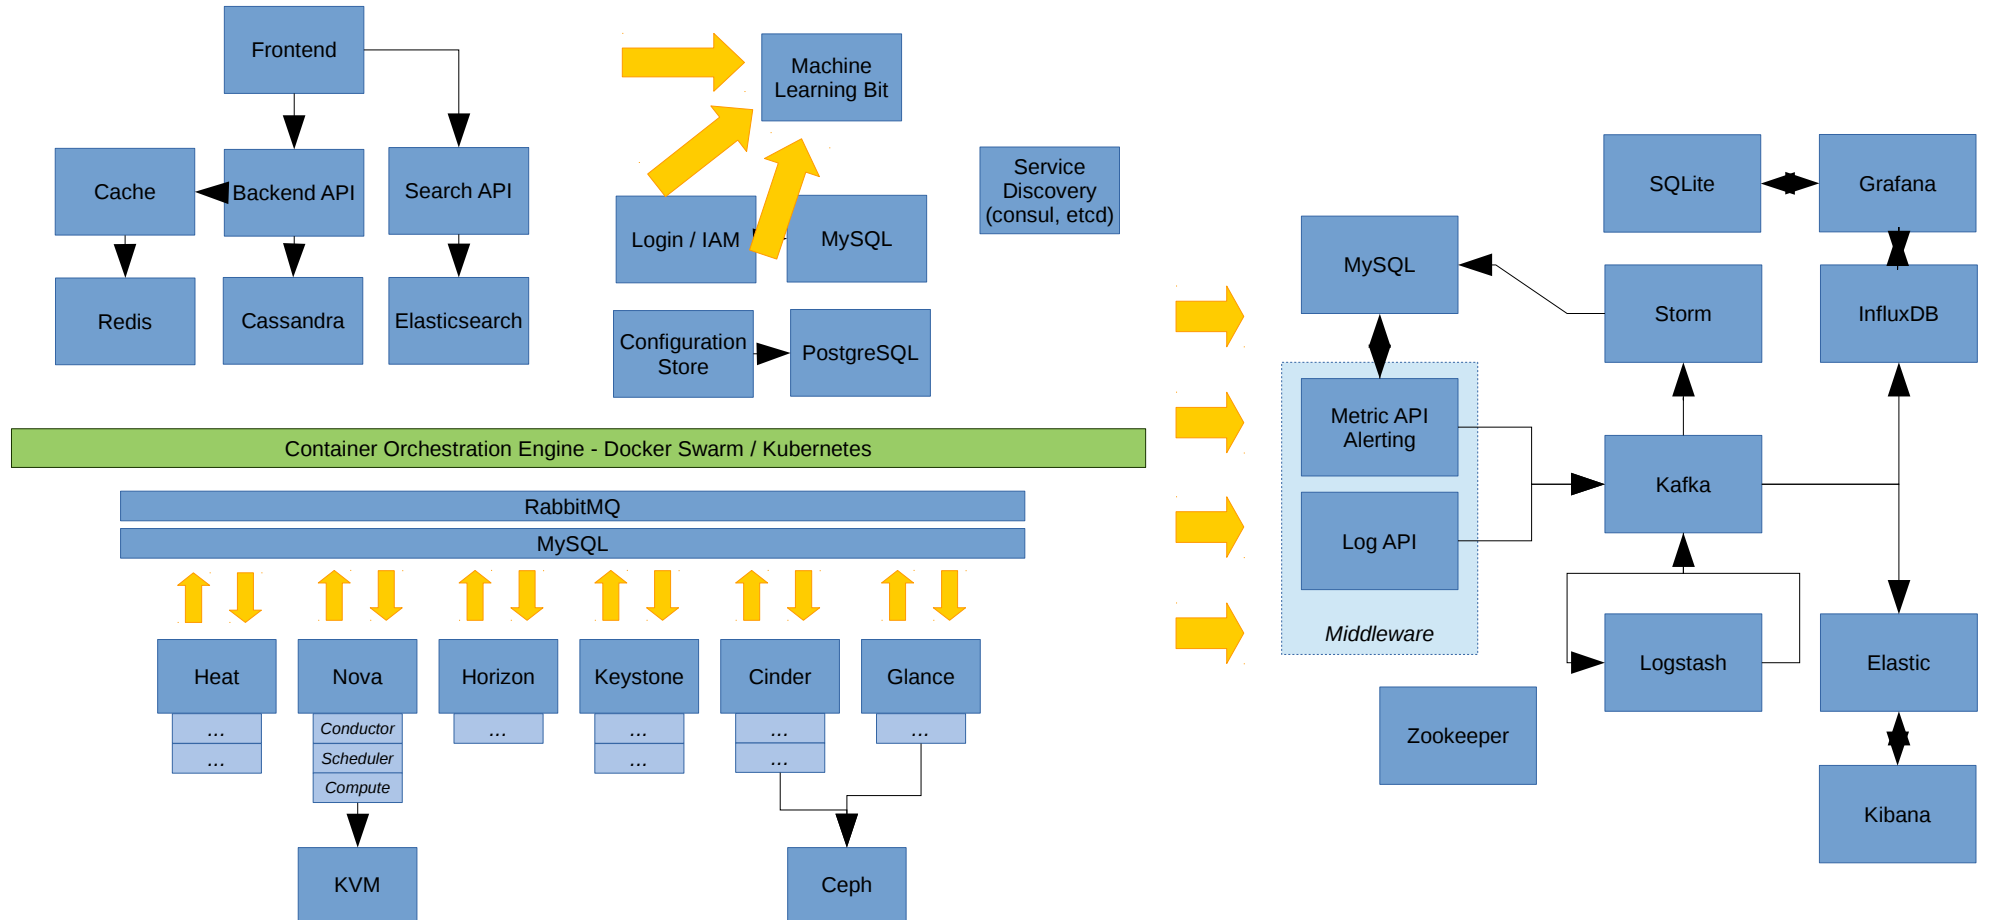 Frontend
Machine
Learning Bit
Cache
Backend API
Search API
Service
Discovery
(consul, etcd)
Login / IAM
MySQL
Redis
Cassandra
Elasticsearch
Configuration
Store
PostgreSQL
Container Orchestration Engine - Docker Swarm / Kubernetes
RabbitMQ
MySQL
Heat
Nova
Horizon
Keystone
Cinder
Glance
...
Conductor
...
...
...
...
...
Scheduler
...
...
Compute
KVM
Ceph
SQLite
Grafana
MySQL
Storm
InfluxDB
Metric API
Alerting
Kafka
Log API
Middleware
Logstash
Elastic
Zookeeper
Kibana